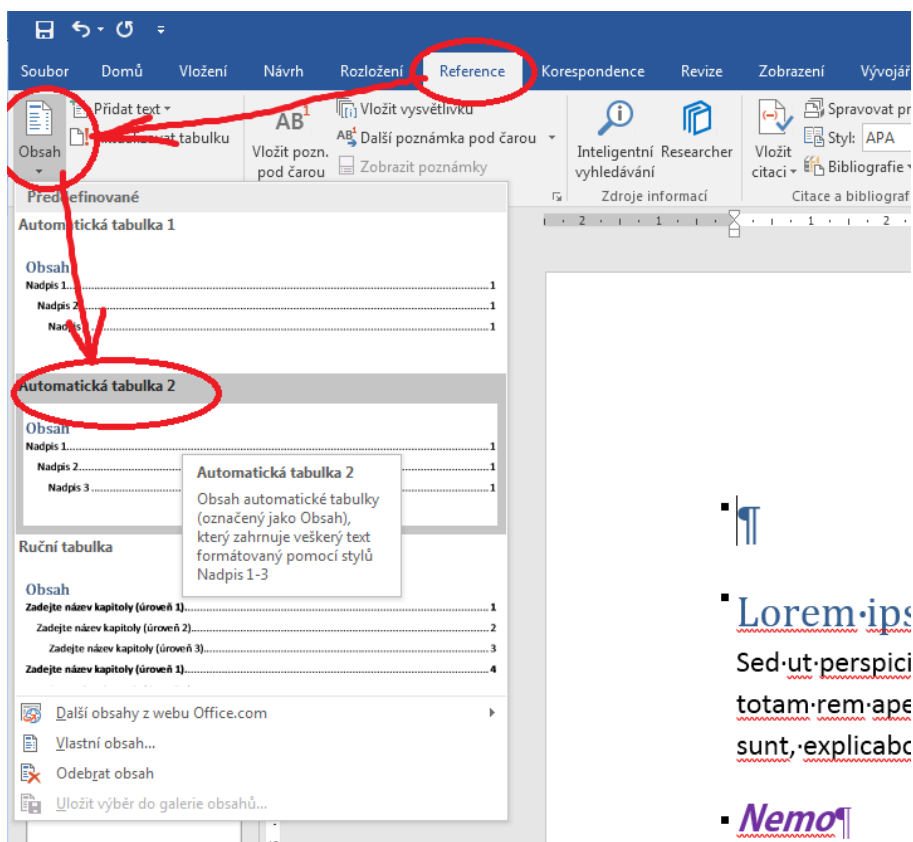 Soubor Domů Vložení Návrh Rozložení Reference Korespondence Revize Zobrazení Vývojář
Obsah
Přidat text
tabulku
AB1
Vložit pozn.
pod čarou
Vložit vysvětlivku
AB1 Další poznámka pod čarou
Zobrazit poznámky
Inteligentní
vyhledávání
Researcher
Zdroje informací
Vložit
citaci
Spravovat pr
Styl: APA
Bibliografie
Citace a bibliograf
2 1 1 2
Předdefinované
Automatická tabulka 1
Obsah
Nadpis 1 1
Nadpis 2 1
Nadpis 1
Automatická tabulka 2
Obsah
Nadpis 1 1
Nadpis 2 1
Nadpis 3 1
Automatická tabulka 2
Obsah automatické tabulky
(označený jako Obsah),
který zahrnuje veškerý text
formátovaný pomocí stylů
Nadpis 1-3
Ruční tabulka
Obsah
Zadejte název kapitoly (úroveň 1) 1
Zadejte název kapitoly (úroveň 2) 2
Zadejte název kapitoly (úroveň 3) 3
Zadejte název kapitoly (úroveň 1) 4
Další obsahy z webu Office.com
Vlastní obsah...
Odebrat obsah
Uložit výběr do galerie obsahů...
¶
Lorem·ips
Sed·ut·perspici
totam·rem·ape
sunt,·explicabo
Nemo¶